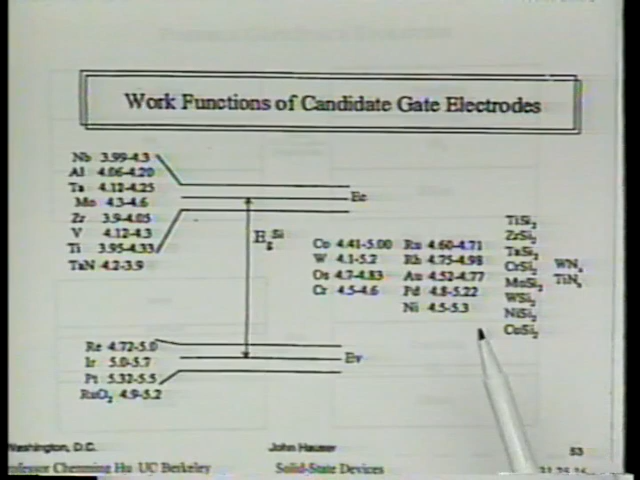 Work Functions of Candidate Gate Electrodes
Nb 3.99-4.3
Al 4.06-4.20
Ta 4.12-4.25
Mo 4.3-4.6
Zr 3.9-4.05
V 4.12-4.3
Ti 3.95-4.33
TaN 4.2-3.9
Ec
Eg Si
Co 4.41-5.00 Ru 4.60-4.71
W 4.1-5.2 Rh 4.75-4.98
Os 4.7-4.83 Au 4.52-4.77
Cr 4.5-4.6 Pd 4.8-5.22
Ni 4.5-5.3
TiSi2
ZrSi2
TaSi2
CrSi2
MoSi2
WSi2
NiSi2
CoSi2
WNx
TiNx
Re 4.72-5.0
Ir 5.0-5.7
Pt 5.32-5.5
RuO2 4.9-5.2
Ev
Washington, D.C. John Hauser 53
Professor Chenming Hu UC Berkeley Solid-State Devices